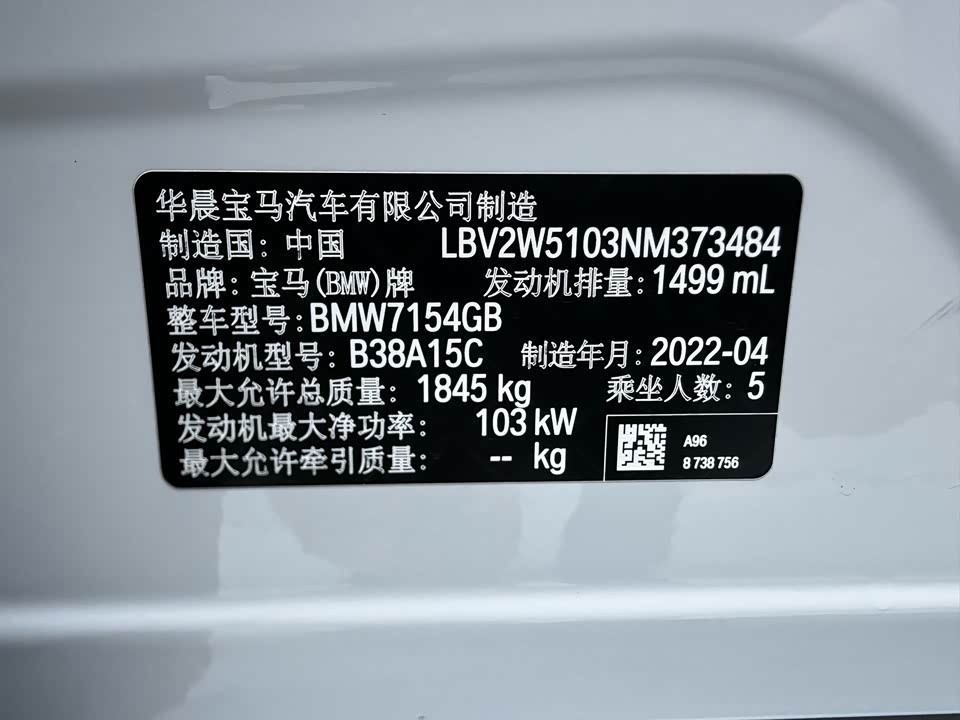 华晨宝马汽车有限公司制造
制造国：中国 LBV2W5103NM373484
品牌：宝马(BMW)牌 发动机排量：1499 mL
整车型号：BMW7154GB
发动机型号：B38A15C 制造年月：2022-04
最大允许总质量：1845 kg 乘坐人数：5
发动机最大净功率：103 kW
最大允许牵引质量：-- kg
A96
8 738 756